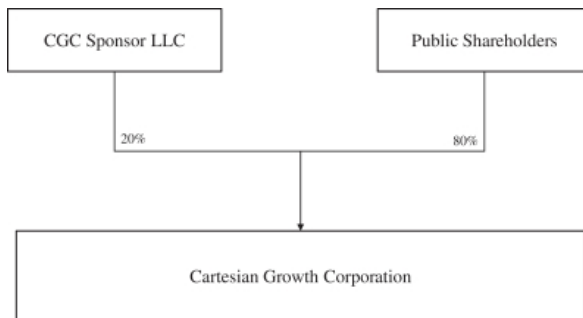 CGC Sponsor LLC
Public Shareholders
20%
80%
Cartesian Growth Corporation